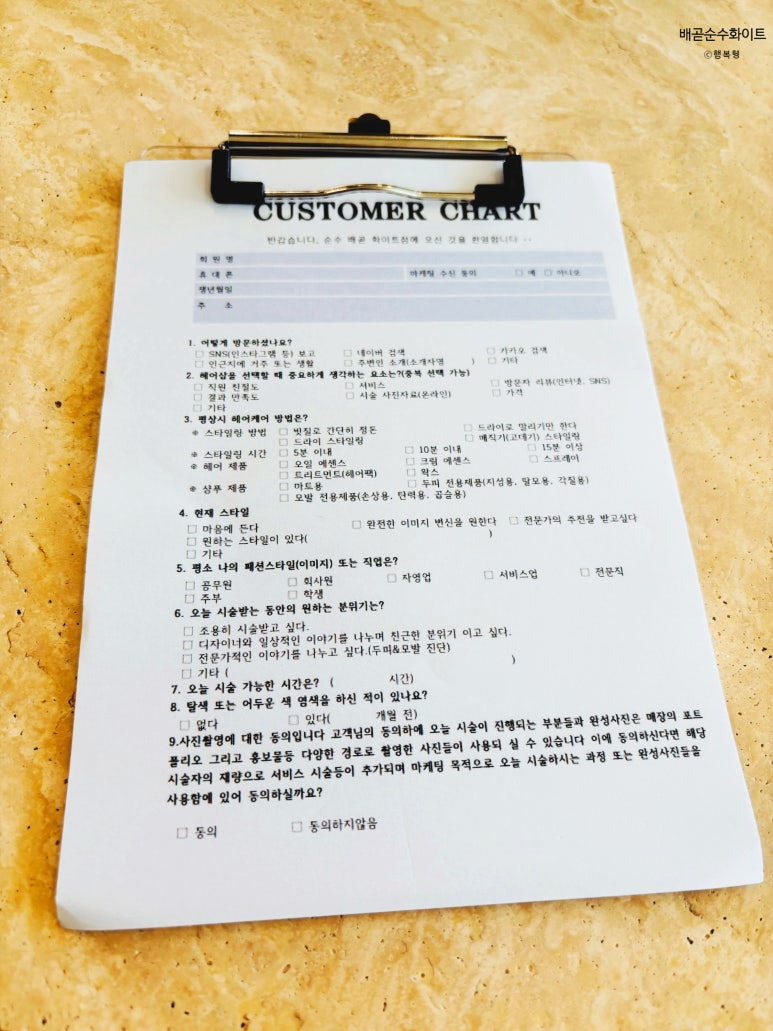 배곧순수화이트
©행복형
CUSTOMER CHART
반갑습니다. 순수 배곧 화이트점에 오신 것을 환영합니다 ^^
회 원 명
휴 대 폰 마케팅 수신 동의 □ 예 □ 아니오
생년월일
주 소
1. 어떻게 방문하셨나요?
□ SNS(인스타그램 등) 보고 □ 네이버 검색 □ 카카오 검색
□ 인근지에 거주 또는 생활 □ 주변인 소개(소개자명 ) □ 기타
2. 헤어샵을 선택할 때 중요하게 생각하는 요소는?(중복 선택 가능)
□ 직원 친절도 □ 서비스 □ 방문자 리뷰(인터넷, SNS)
□ 결과 만족도 □ 시술 사진자료(온라인) □ 가격
□ 기타
3. 평상시 헤어케어 방법은?
※ 스타일링 방법 □ 빗질로 간단히 정돈 □ 드라이로 말리기만 한다
□ 드라이 스타일링 □ 매직기(고데기) 스타일링
※ 스타일링 시간 □ 5분 이내 □ 10분 이내 □ 15분 이상
※ 헤어 제품 □ 오일 에센스 □ 크림 에센스 □ 스프레이
□ 트리트먼트(헤어팩) □ 왁스
※ 샴푸 제품 □ 마트용 □ 두피 전용제품(지성용, 탈모용, 각질용)
□ 모발 전용제품(손상용, 탄력용, 곱슬용)
4. 현재 스타일
□ 마음에 든다 □ 완전한 이미지 변신을 원한다 □ 전문가의 추천을 받고싶다
□ 원하는 스타일이 있다( )
□ 기타
5. 평소 나의 패션스타일(이미지) 또는 직업은?
□ 공무원 □ 회사원 □ 자영업 □ 서비스업 □ 전문직
□ 주부 □ 학생
6. 오늘 시술받는 동안의 원하는 분위기는?
□ 조용히 시술받고 싶다.
□ 디자이너와 일상적인 이야기를 나누며 친근한 분위기 이고 싶다.
□ 전문가적인 이야기를 나누고 싶다.(두피&모발 진단)
□ 기타 ( )
7. 오늘 시술 가능한 시간은? ( 시간)
8. 탈색 또는 어두운 색 염색을 하신 적이 있나요?
□ 없다 □ 있다( 개월 전)
9.사진촬영에 대한 동의입니다 고객님의 동의하에 오늘 시술이 진행되는 부분들과 완성사진은 매장의 포트
폴리오 그리고 홍보물등 다양한 경로로 촬영한 사진들이 사용되 실 수 있습니다 이에 동의하신다면 해당
시술자의 재량으로 서비스 시술등이 추가되며 마케팅 목적으로 오늘 시술하시는 과정 또는 완성사진들을
사용함에 있어 동의하실까요?
□ 동의 □ 동의하지않음